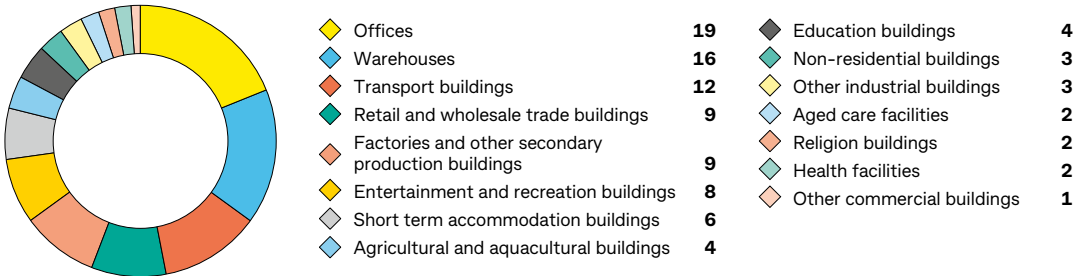 Offices 19
Warehouses 16
Transport buildings 12
Retail and wholesale trade buildings 9
Factories and other secondary
production buildings 9
Entertainment and recreation buildings 8
Short term accommodation buildings 6
Agricultural and aquacultural buildings 4
Education buildings 4
Non-residential buildings 3
Other industrial buildings 3
Aged care facilities 2
Religion buildings 2
Health facilities 2
Other commercial buildings 1